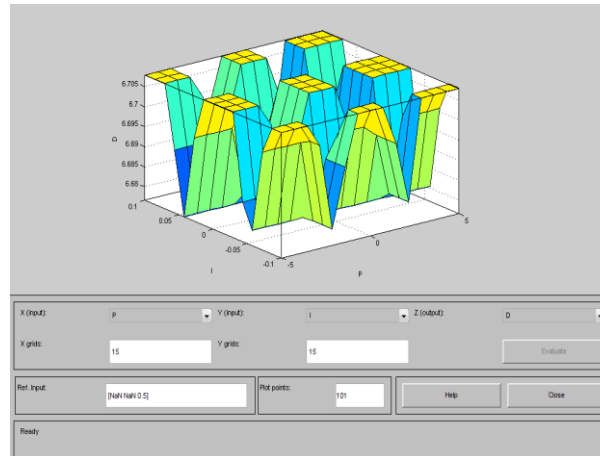 6.705
6.7
6.695
6.69
6.685
6.68
D
0.1
0.05
0
-0.05
-0.1
I
-5
0
5
P
X (input): P Y (input): I Z (output): D
X grids: 15 Y grids: 15 Evaluate
Ref. Input: [NaN NaN 0.5] Plot points: 101 Help Close
Ready